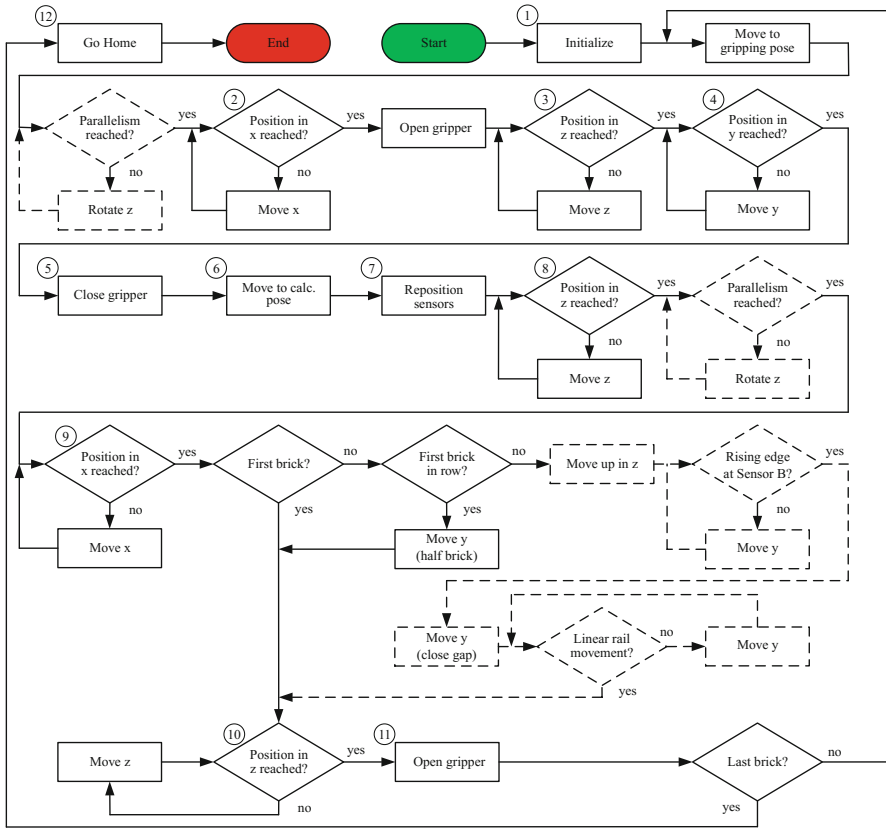 12
1
Go Home
End
Start
Initialize
Move to
gripping pose
2
3
4
Parallelism
reached?
yes
Position in
x reached?
yes
Open gripper
Position in
z reached?
yes
Position in
y reached?
yes
no
no
no
no
Rotate z
Move x
Move z
Move y
5
6
7
8
Close gripper
Move to calc.
pose
Reposition
sensors
Position in
z reached?
yes
Parallelism
reached?
yes
no
no
Move z
Rotate z
9
Position in
x reached?
yes
First brick?
no
First brick
in row?
no
Move up in z
Rising edge
at Sensor B?
yes
no
yes
yes
no
Move x
Move y
(half brick)
Move y
Move y
(close gap)
Linear rail
movement?
no
Move y
yes
10
11
Move z
Position in
z reached?
yes
Open gripper
Last brick?
no
no
yes